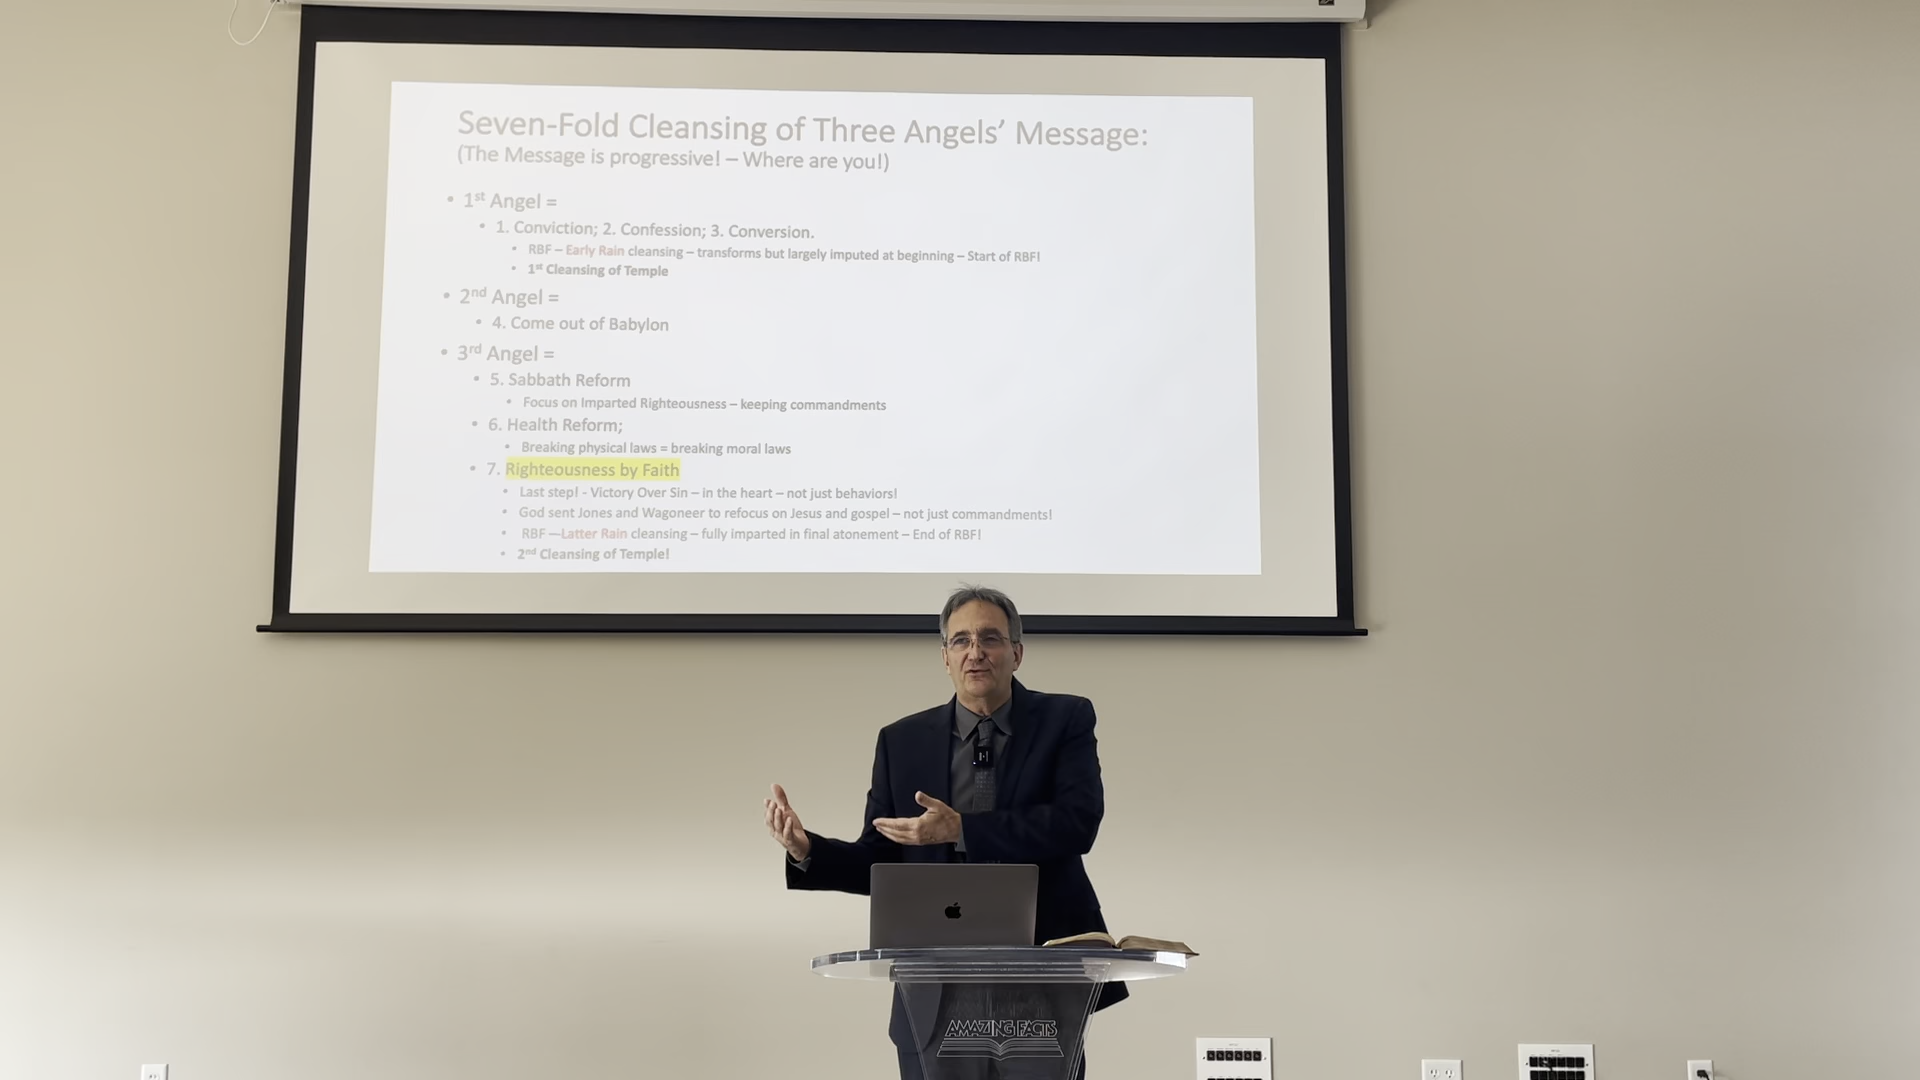 Seven-Fold Cleansing of Three Angels’ Message:
(The Message is progressive! – Where are you!)
• 1st Angel =
• 1. Conviction; 2. Confession; 3. Conversion.
• RBF – Early Rain cleansing – transforms but largely imputed at beginning – Start of RBF!
• 1st Cleansing of Temple
• 2nd Angel =
• 4. Come out of Babylon
• 3rd Angel =
• 5. Sabbath Reform
• Focus on Imparted Righteousness – keeping commandments
• 6. Health Reform;
• Breaking physical laws = breaking moral laws
• 7. Righteousness by Faith
• Last step! - Victory Over Sin – in the heart – not just behaviors!
• God sent Jones and Wagoneer to refocus on Jesus and gospel – not just commandments!
• RBF —Latter Rain cleansing – fully imparted in final atonement – End of RBF!
• 2nd Cleansing of Temple!
AMAZING FACTS